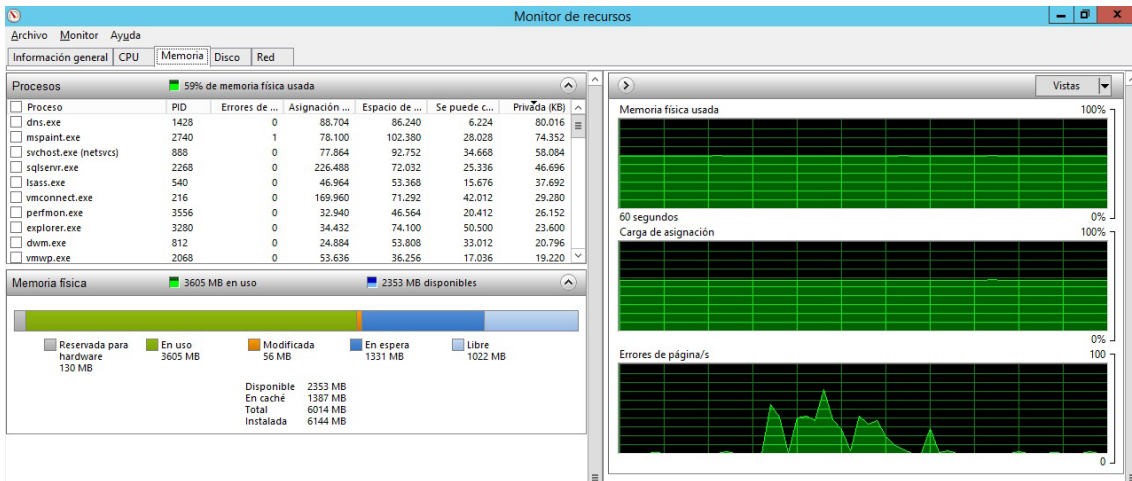 Monitor de recursos
Archivo Monitor Ayuda
Información general CPU Memoria Disco Red
Procesos 59% de memoria física usada
Proceso PID Errores de ... Asignación ... Espacio de ... Se puede c... Privada (KB)
dns.exe 1428 0 88.704 86.240 6.224 80.016
mspaint.exe 2740 1 78.100 102.380 28.028 74.352
svchost.exe (netsvcs) 888 0 77.864 92.752 34.668 58.084
sqlservr.exe 2268 0 226.488 72.032 25.336 46.696
lsass.exe 540 0 46.964 53.368 15.676 37.692
vmconnect.exe 216 0 169.960 71.292 42.012 29.280
perfmon.exe 3556 0 32.940 46.564 20.412 26.152
explorer.exe 3280 0 34.432 74.100 50.500 23.600
dwm.exe 812 0 24.884 53.808 33.012 20.796
vmwp.exe 2068 0 53.636 36.256 17.036 19.220
Memoria física 3605 MB en uso 2353 MB disponibles
Reservada para hardware 130 MB
En uso 3605 MB
Modificada 56 MB
En espera 1331 MB
Libre 1022 MB
Disponible 2353 MB
En caché 1387 MB
Total 6014 MB
Instalada 6144 MB
Vistas
Memoria física usada 100%
60 segundos 0%
Carga de asignación 100%
0%
Errores de página/s 100
0